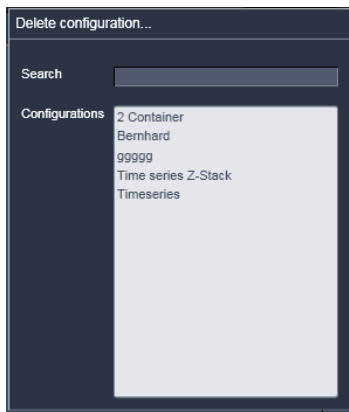 Delete configuration...
Search
Configurations
2 Container
Bernhard
ggggg
Time series Z-Stack
Timeseries